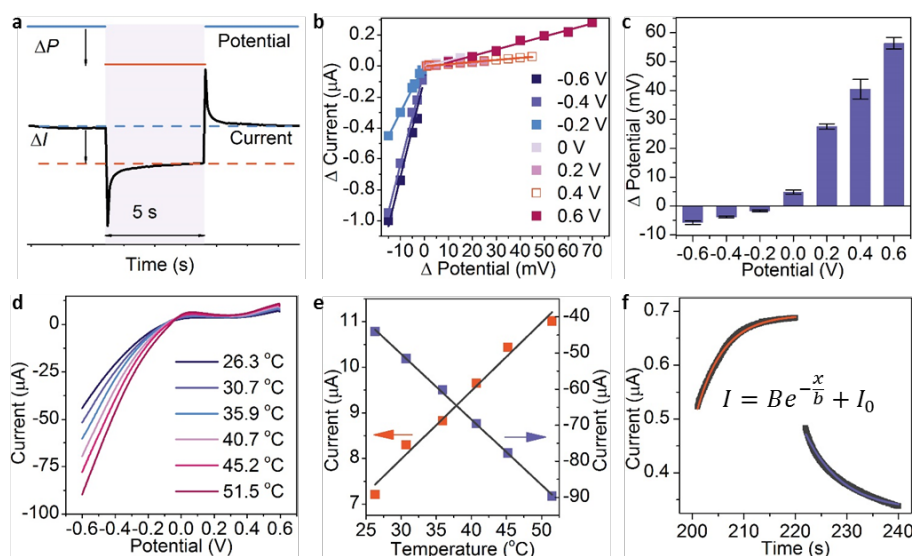 a
ΔP
Potential
ΔI
Current
5 s
Time (s)
b
Δ Current (µA)
0.2
0.0
-0.2
-0.4
-0.6
-0.8
-1.0
-0.6 V
-0.4 V
-0.2 V
0 V
0.2 V
0.4 V
0.6 V
-10 0 10 20 30 40 50 60 70
Δ Potential (mV)
c
Δ Potential (mV)
60
50
40
30
20
10
0
-10
-0.6 -0.4 -0.2 0.0 0.2 0.4 0.6
Potential (V)
d
Current (µA)
0
-25
-50
-75
-100
26.3 °C
30.7 °C
35.9 °C
40.7 °C
45.2 °C
51.5 °C
-0.6 -0.4 -0.2 0.0 0.2 0.4 0.6
Potential (V)
e
Current (µA)
11
10
9
8
7
-40
-50
-60
-70
-80
-90
Current (µA)
25 30 35 40 45 50
Temperature (°C)
f
Current (µA)
0.7
0.6
0.5
0.4
I = Be^{-x/b} + I₀
200 210 220 230 240
Time (s)